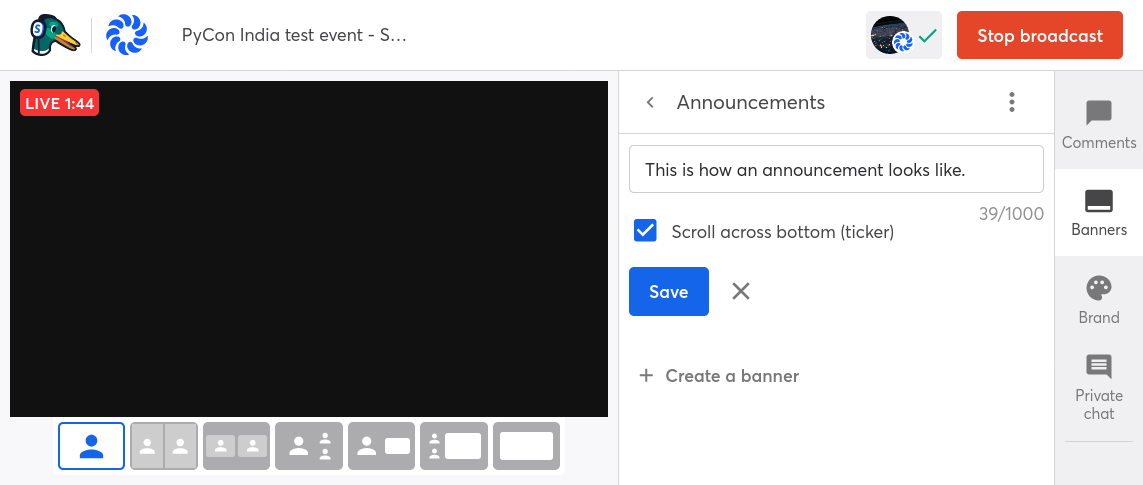 PyCon India test event - S...
Stop broadcast
LIVE 1:44
Announcements
This is how an announcement looks like.
39/1000
Scroll across bottom (ticker)
Save
Create a banner
Comments
Banners
Brand
Private
chat
S